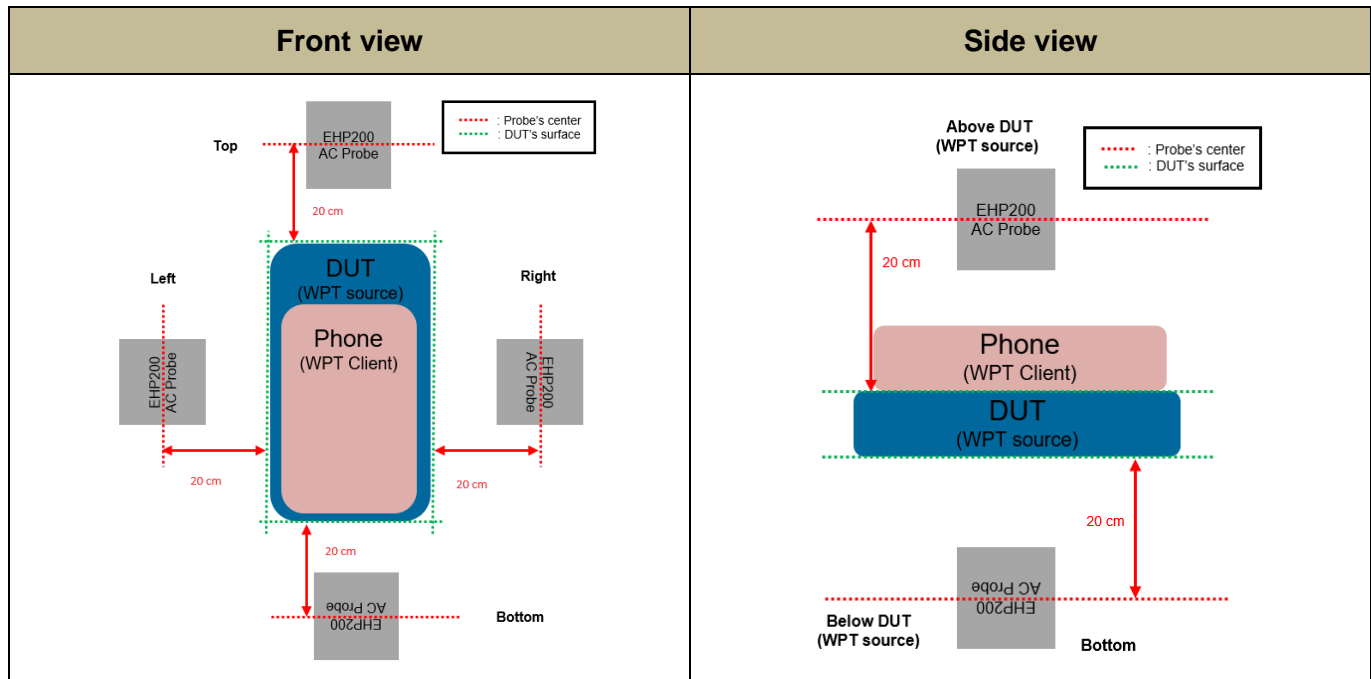 Front view
Side view
EHP200
AC Probe
: Probe's center
: DUT's surface
Top
20 cm
DUT
(WPT source)
Left
Right
Phone
(WPT Client)
EHP200
AC Probe
EHP200
AC Probe
20 cm
20 cm
20 cm
EHP200
AC Probe
Bottom
Above DUT
(WPT source)
: Probe's center
: DUT's surface
EHP200
AC Probe
20 cm
Phone
(WPT Client)
DUT
(WPT source)
20 cm
EHP200
AC Probe
Below DUT
(WPT source)
Bottom